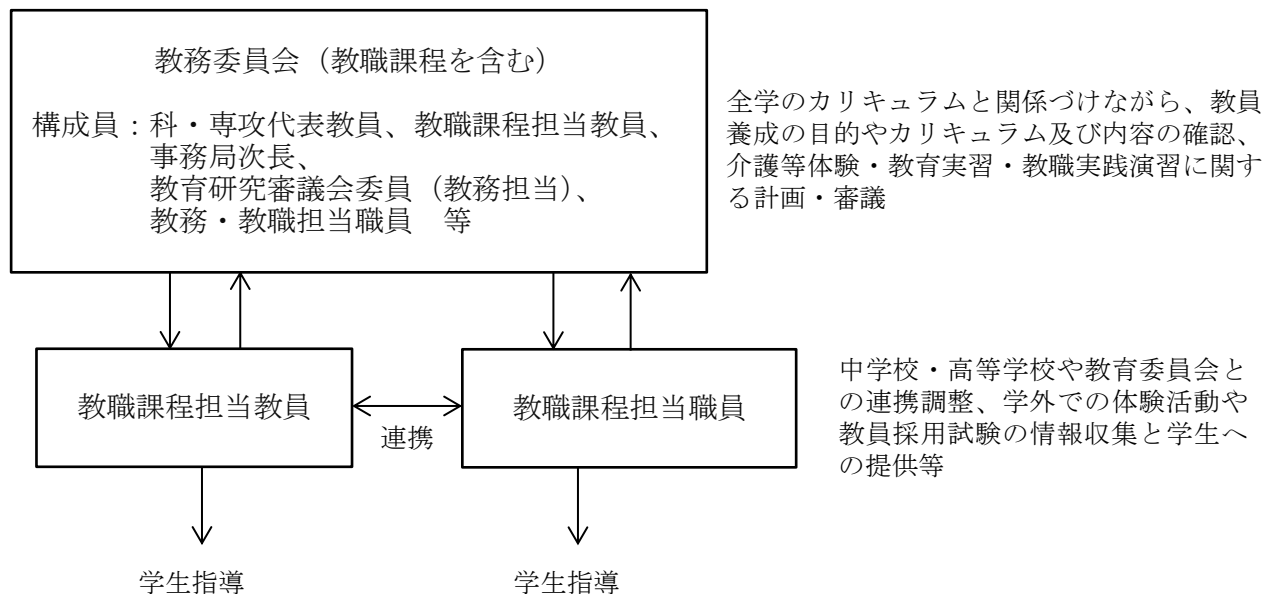 教務委員会（教職課程を含む）
構成員：科・専攻代表教員、教職課程担当教員、
事務局次長、
教育研究審議会委員（教務担当）、
教務・教職担当職員　等
全学のカリキュラムと関係づけながら、教員
養成の目的やカリキュラム及び内容の確認、
介護等体験・教育実習・教職実践演習に関す
る計画・審議
教職課程担当教員
連携
教職課程担当職員
中学校・高等学校や教育委員会と
の連携調整、学外での体験活動や
教員採用試験の情報収集と学生へ
の提供等
学生指導
学生指導